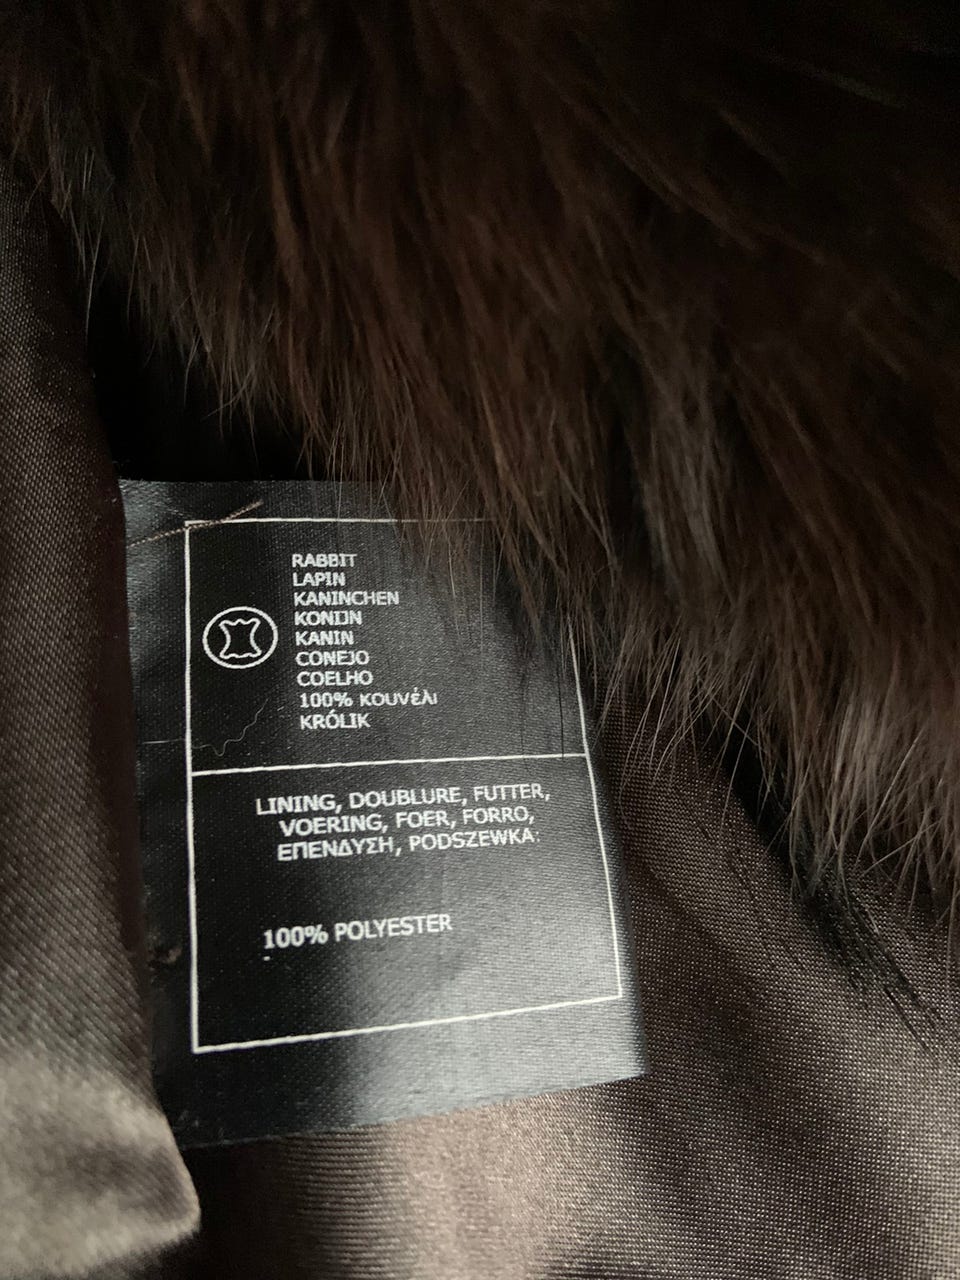 RABBIT
LAPIN
KANINCHEN
KONIJN
KANIN
CONEJO
COELHO
100% κουνέλι
KRÓLIK
LINING, DOUBLURE, FUTTER,
VOERING, FOER, FORRO,
ΕΠΕΝΔΥΣΗ, PODSZEWKA:
100% POLYESTER